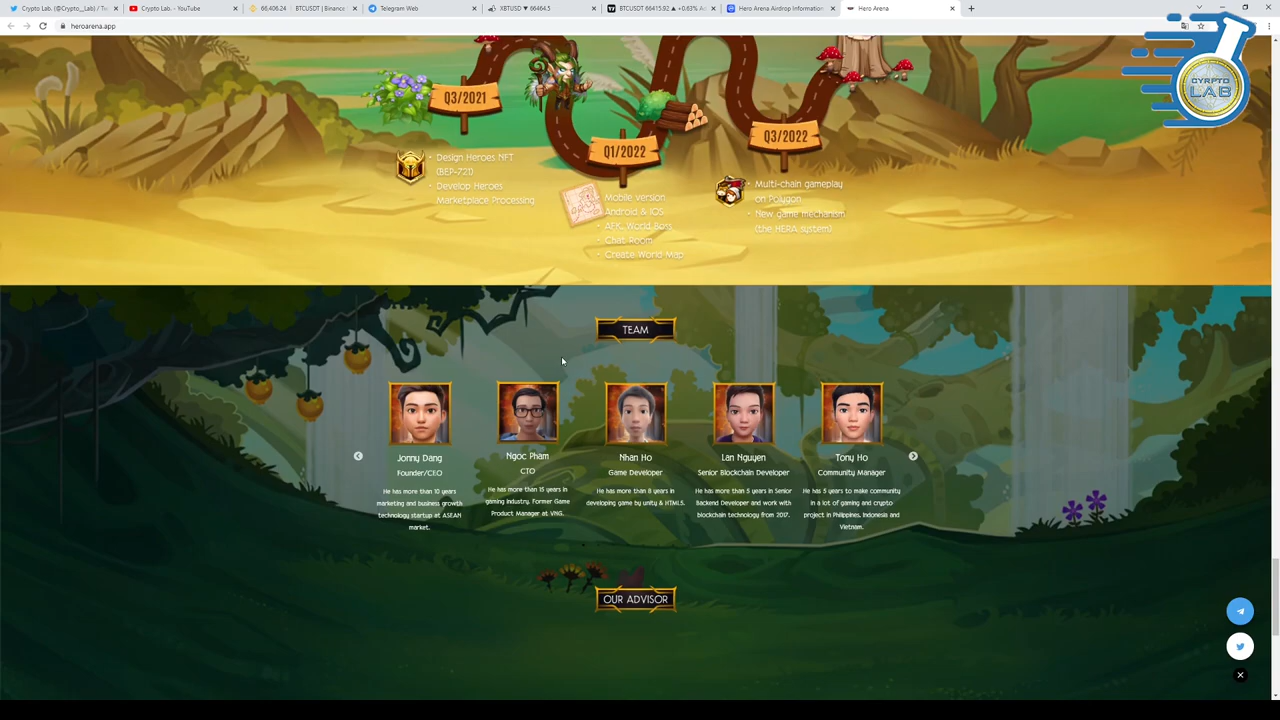 Crypto Lab. (@Crypto__Lab) / Tw
Crypto Lab. - YouTube
66,406.24 | BTCUSDT | Binance
Telegram Web
XBTUSD ▼ 66464.5
BTCUSDT 66415.92 ▲ +0.63%
Hero Arena Airdrop Information
Hero Arena
heroarena.app
CYRPTO
LAB
Q3/2021
Q1/2022
Q3/2022
• Design Heroes NFT
(BEP-721)
• Develop Heroes
Marketplace Processing
• Mobile version
Android & IOS
• AFK, World Boss
• Chat Room
• Create World Map
• Multi-chain gameplay
on Polygon
• New game mechanism
(the HERA system)
TEAM
Jonny Dang
Founder/CEO
He has more than 10 years
marketing and business growth
technology startup at ASEAN
market.
Ngoc Pham
CTO
He has more than 15 years in
gaming industry. Former Game
Product Manager at VNG.
Nhan Ho
Game Developer
He has more than 8 years in
developing game by unity & HTML5.
Lan Nguyen
Senior Blockchain Developer
He has more than 5 years in Senior
Backend Developer and work with
blockchain technology from 2017.
Tony Ho
Community Manager
He has 5 years to make community
in a lot of gaming and crypto
project in Philippines, Indonesia and
Vietnam.
OUR ADVISOR